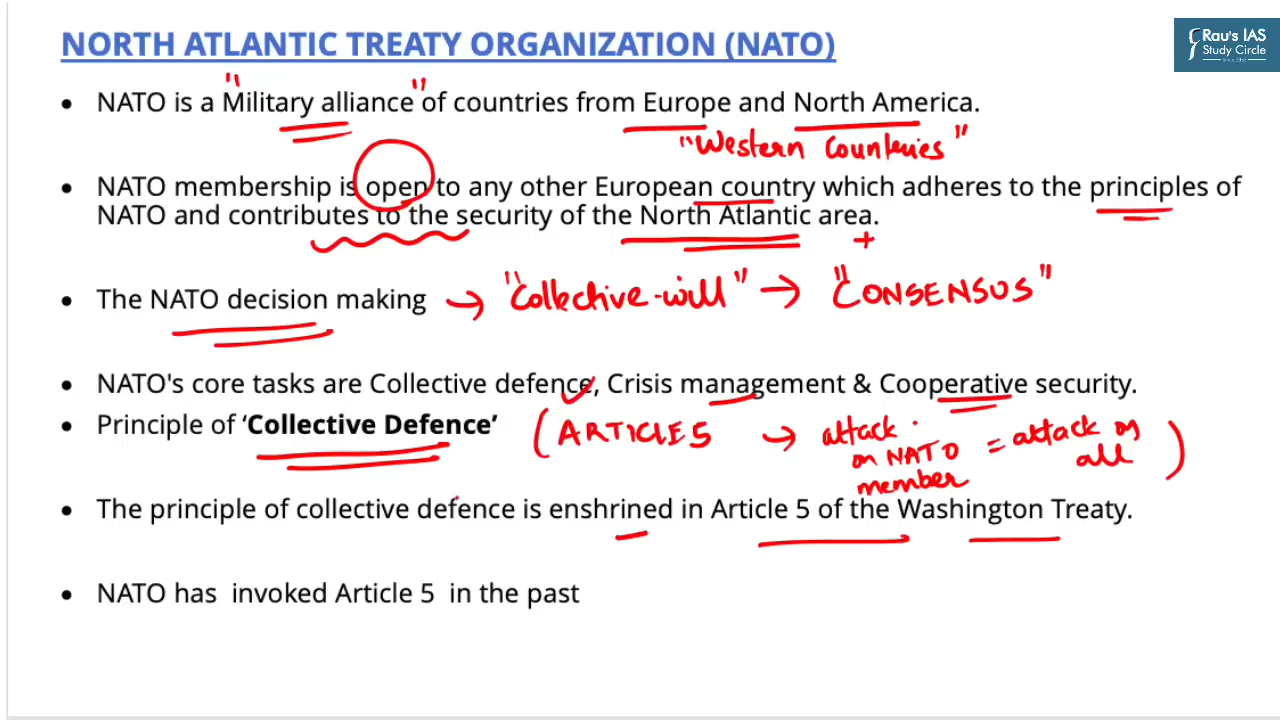 NORTH ATLANTIC TREATY ORGANIZATION (NATO)
Rau's IAS
Study Circle
• NATO is a "Military alliance" of countries from Europe and North America.
"Western Countries"
• NATO membership is open to any other European country which adheres to the principles of
NATO and contributes to the security of the North Atlantic area.
+
• The NATO decision making → "Collective-will" → "CONSENSUS"
• NATO's core tasks are Collective defence, Crisis management & Cooperative security.
• Principle of 'Collective Defence' (ARTICLE 5 → attack on NATO member = attack on all)
• The principle of collective defence is enshrined in Article 5 of the Washington Treaty.
• NATO has invoked Article 5 in the past